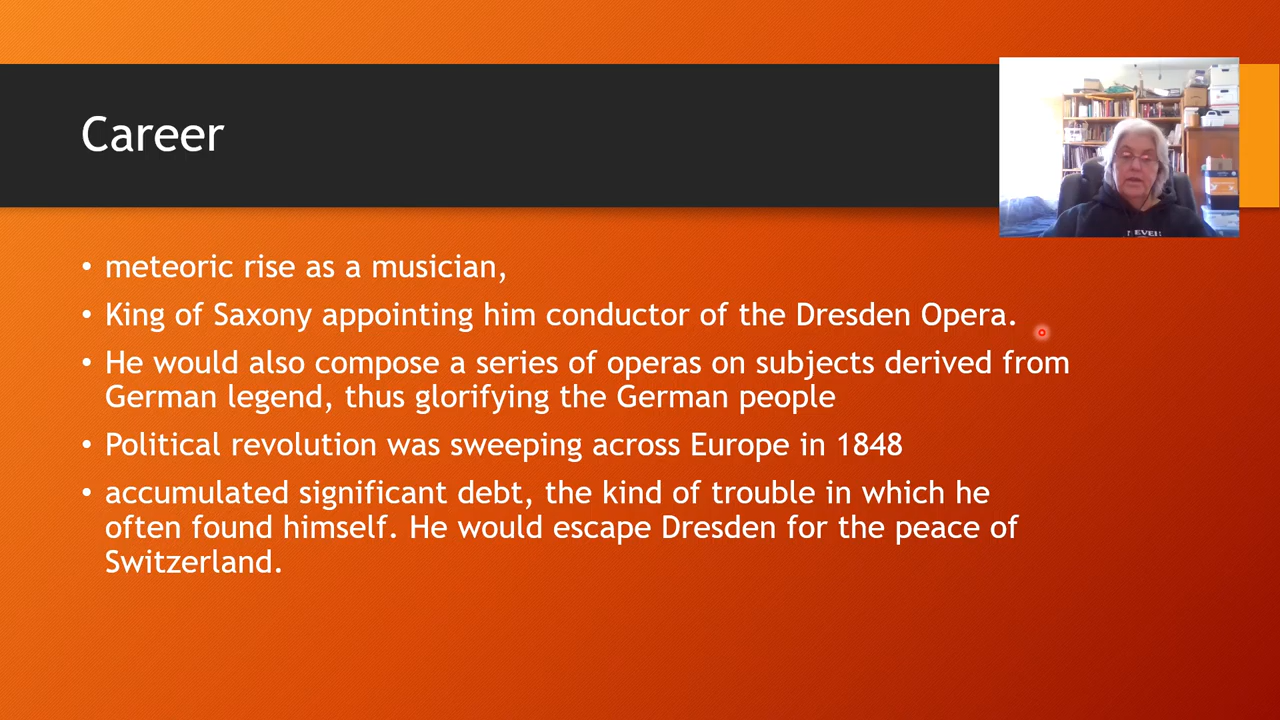 Career
• meteoric rise as a musician,
• King of Saxony appointing him conductor of the Dresden Opera.
• He would also compose a series of operas on subjects derived from
German legend, thus glorifying the German people
• Political revolution was sweeping across Europe in 1848
• accumulated significant debt, the kind of trouble in which he
often found himself. He would escape Dresden for the peace of
Switzerland.